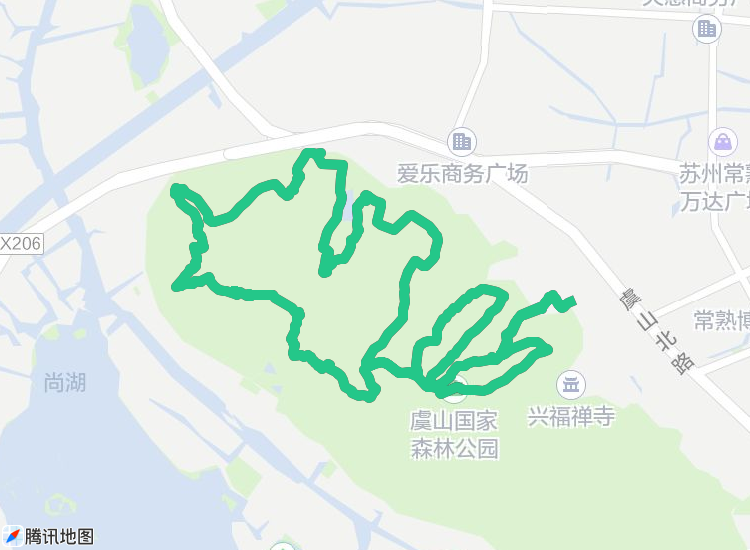 爱乐商务广场
苏州常熟
万达广场
X206
虞山北路
常熟博
尚湖
虞山国家
森林公园
兴福禅寺
腾讯地图